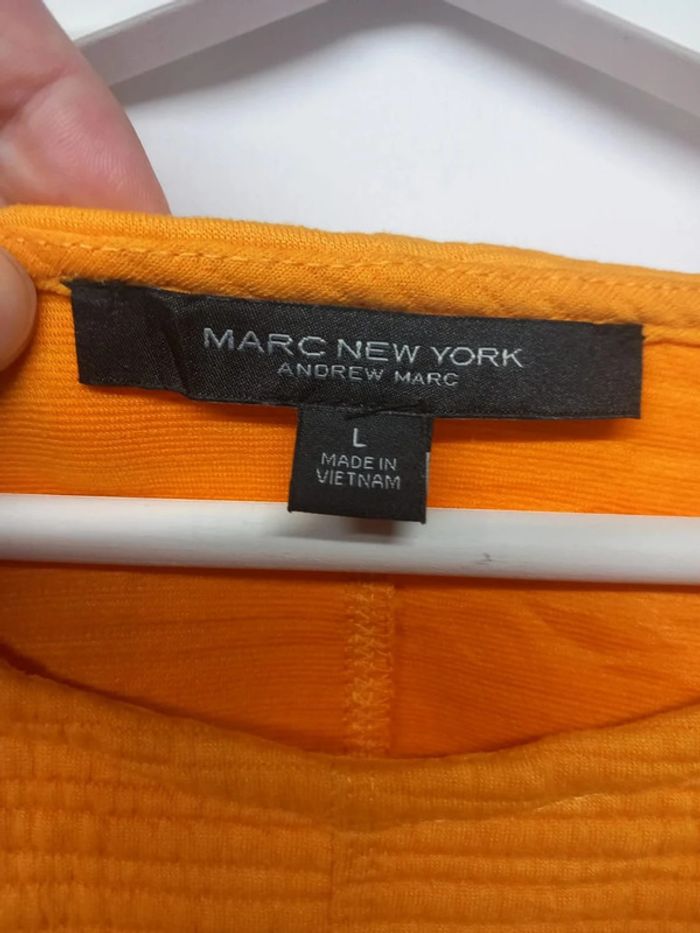 MARC NEW YORK
ANDREW MARC
L
MADE IN
VIETNAM